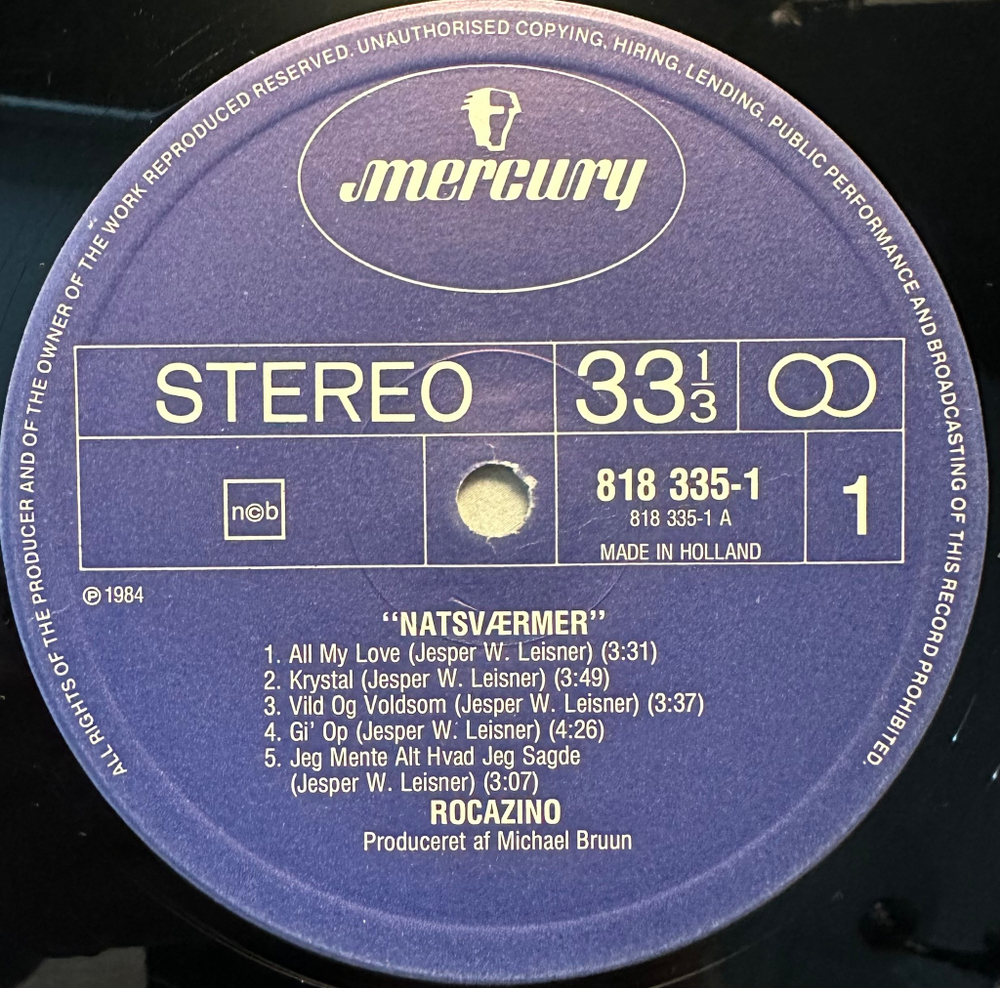 ALL RIGHTS OF THE PRODUCER AND OF THE OWNER OF THE WORK REPRODUCED RESERVED. UNAUTHORISED COPYING, HIRING, LENDING, PUBLIC PERFORMANCE AND BROADCASTING OF THIS RECORD PROHIBITED.
mercury
STEREO
33 1/3
n©b
818 335-1
818 335-1 A
MADE IN HOLLAND
1
℗ 1984
“NATSVÆRMER”
1. All My Love (Jesper W. Leisner) (3:31)
2. Krystal (Jesper W. Leisner) (3:49)
3. Vild Og Voldsom (Jesper W. Leisner) (3:37)
4. Gi' Op (Jesper W. Leisner) (4:26)
5. Jeg Mente Alt Hvad Jeg Sagde
(Jesper W. Leisner) (3:07)
ROCAZINO
Produceret af Michael Bruun